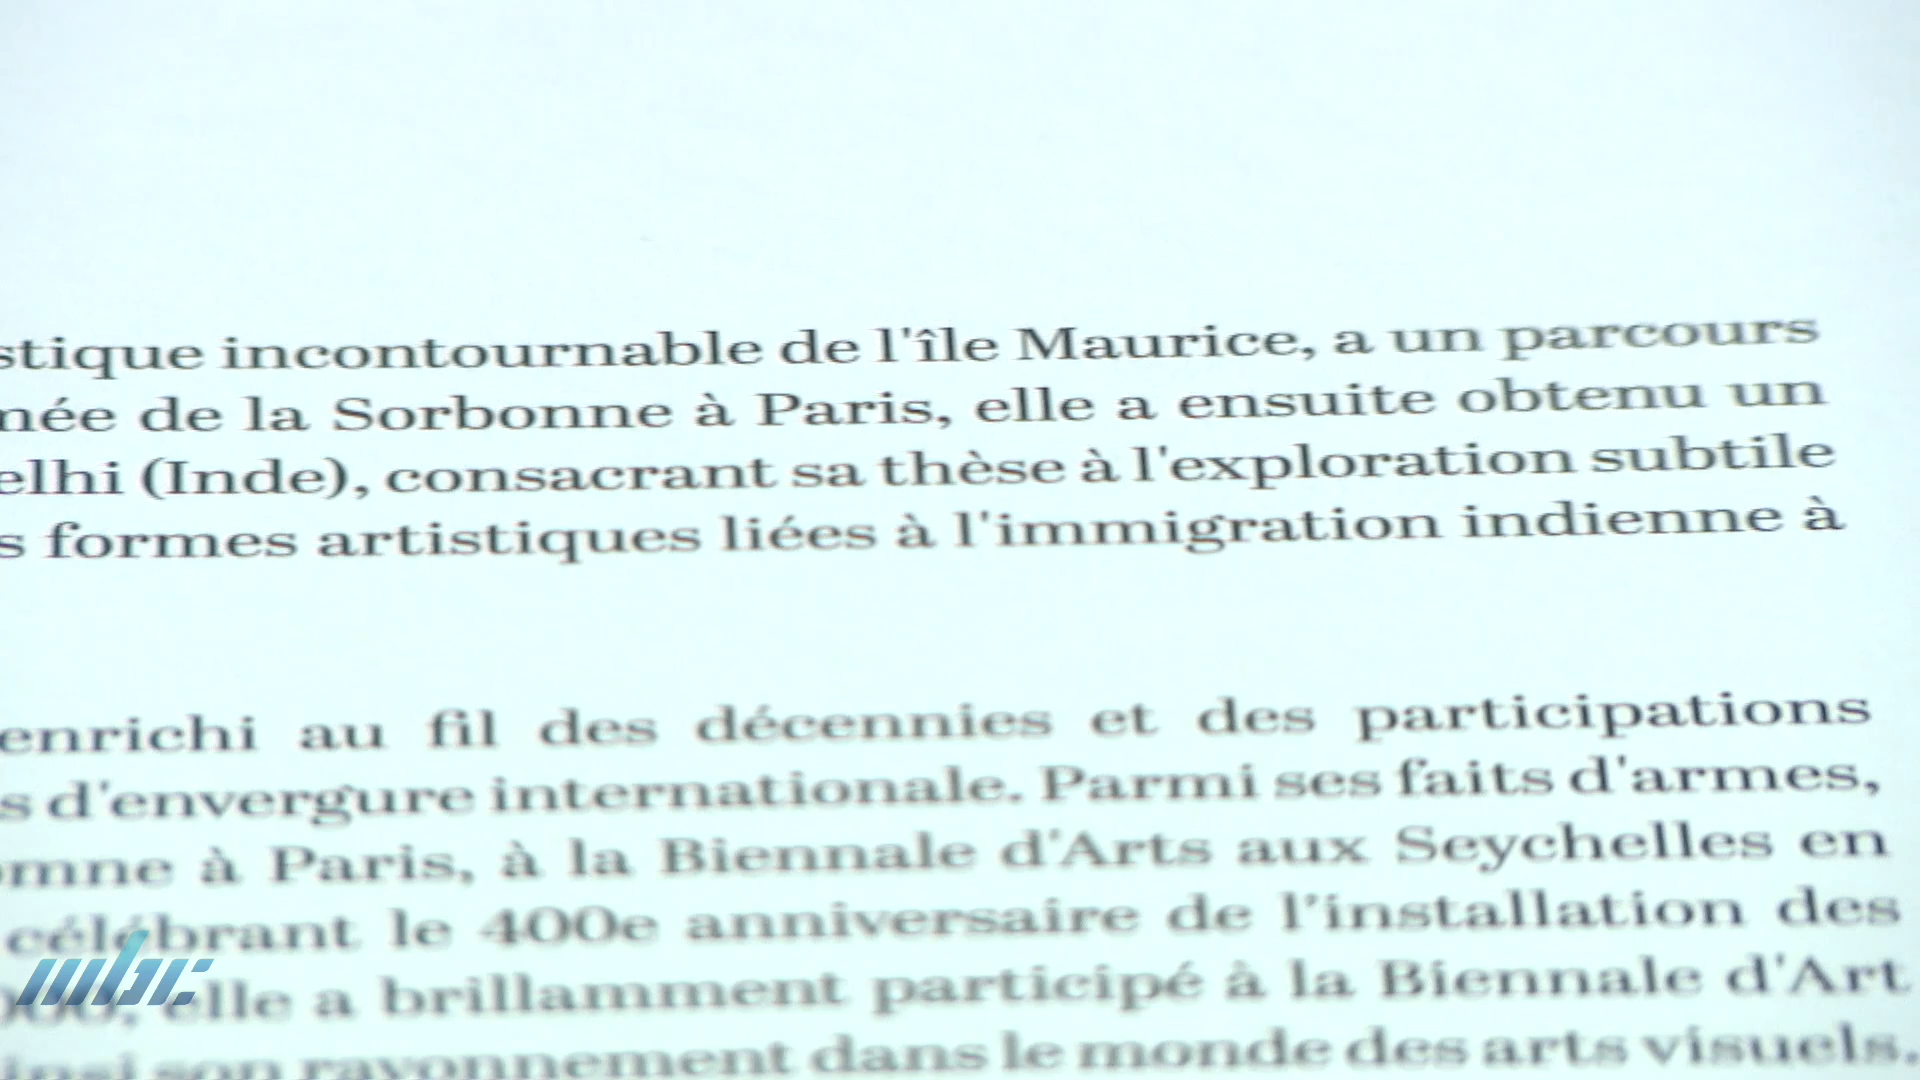 stique incontournable de l'île Maurice, a un parcours
née de la Sorbonne à Paris, elle a ensuite obtenu un
elhi (Inde), consacrant sa thèse à l'exploration subtile
s formes artistiques liées à l'immigration indienne à
enrichi au fil des décennies et des participations
s d'envergure internationale. Parmi ses faits d'armes,
omne à Paris, à la Biennale d'Arts aux Seychelles en
célébrant le 400e anniversaire de l'installation des
elle a brillamment participé à la Biennale d'Art
insi son rayonnement dans le monde des arts visuels.
mbc